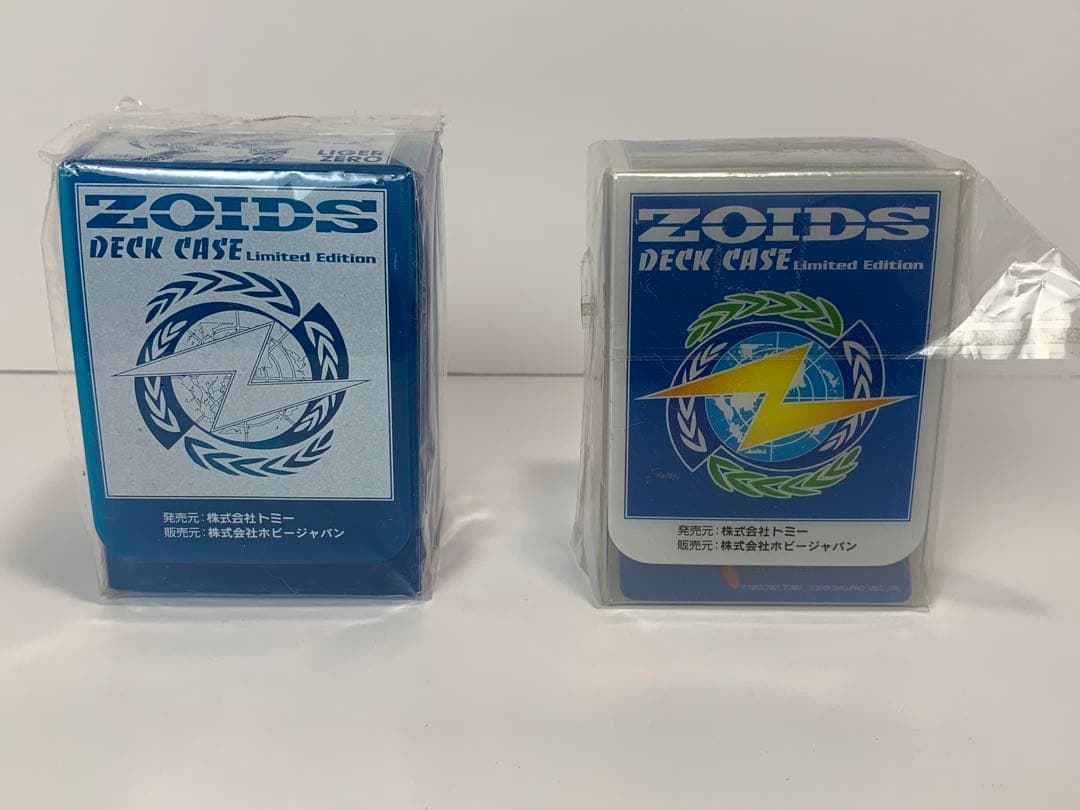 LIGER
ZERO
ZOIDS
DECK CASE Limited Edition
発売元:株式会社トミー
販売元:株式会社ホビージャパン
ZOIDS
DECK CASE Limited Edition
発売元:株式会社トミー
販売元:株式会社ホビージャパン